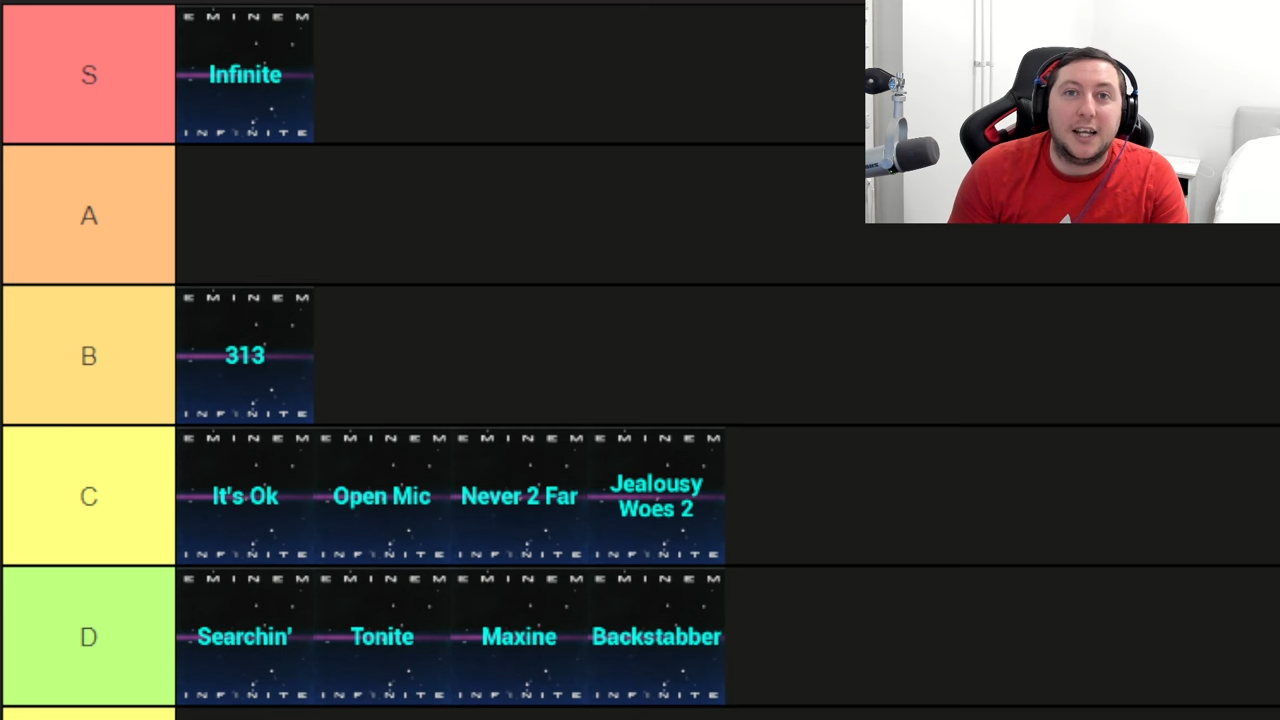 S
EMINEM
Infinite
INFINITE
A
B
EMINEM
313
INFINITE
C
EMINEM EMINEM EMINEM EMINEM
It's Ok Open Mic Never 2 Far Jealousy
Woes 2
INFINITE INFINITE INFINITE INFINITE
D
EMINEM EMINEM EMINEM EMINEM
Searchin' Tonite Maxine Backstabber
INFINITE INFINITE INFINITE INFINITE